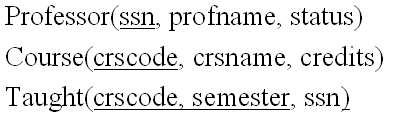 Professor(ssn, profname, status)
Course(crscode, crsname, credits)
Taught(crscode, semester, ssn)